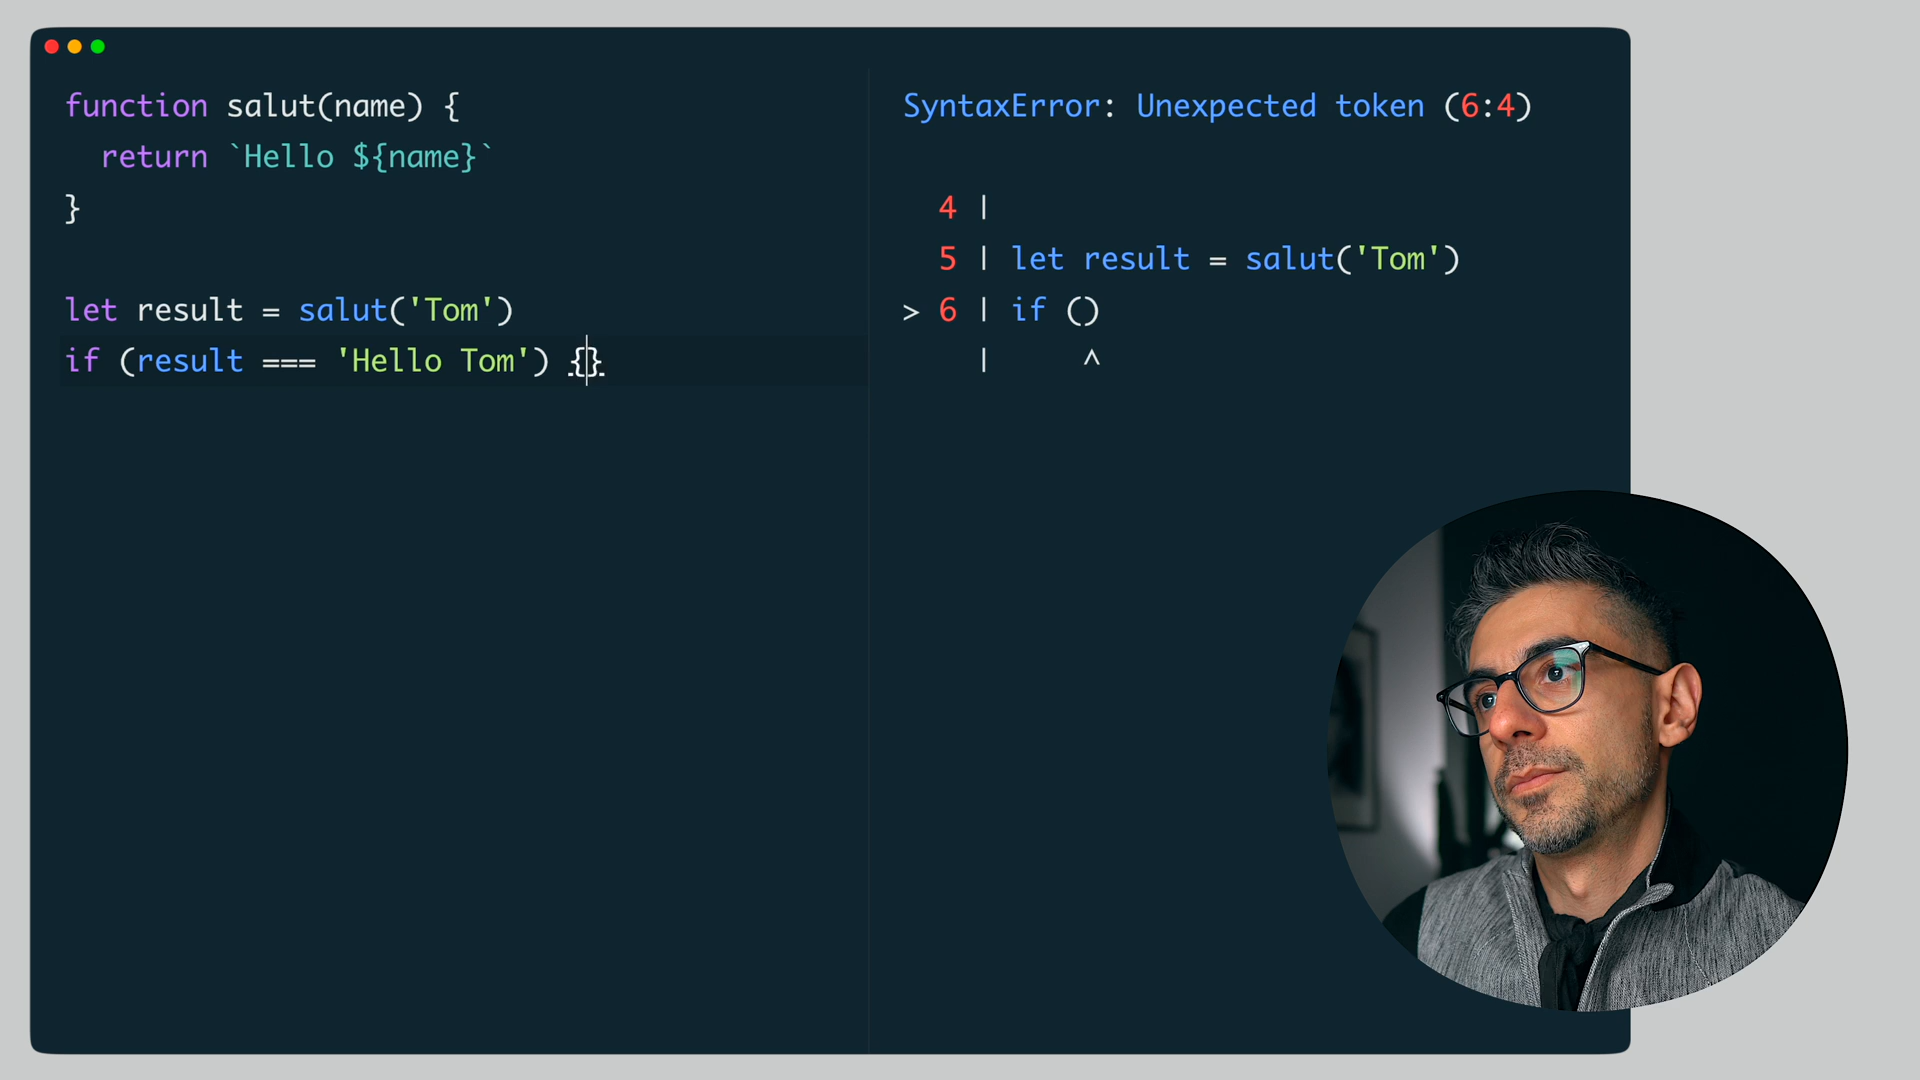 function salut(name) {
  return `Hello ${name}`
}
let result = salut('Tom')
if (result === 'Hello Tom') {}
SyntaxError: Unexpected token (6:4)
  4 |
  5 | let result = salut('Tom')
> 6 | if ()
    |     ^